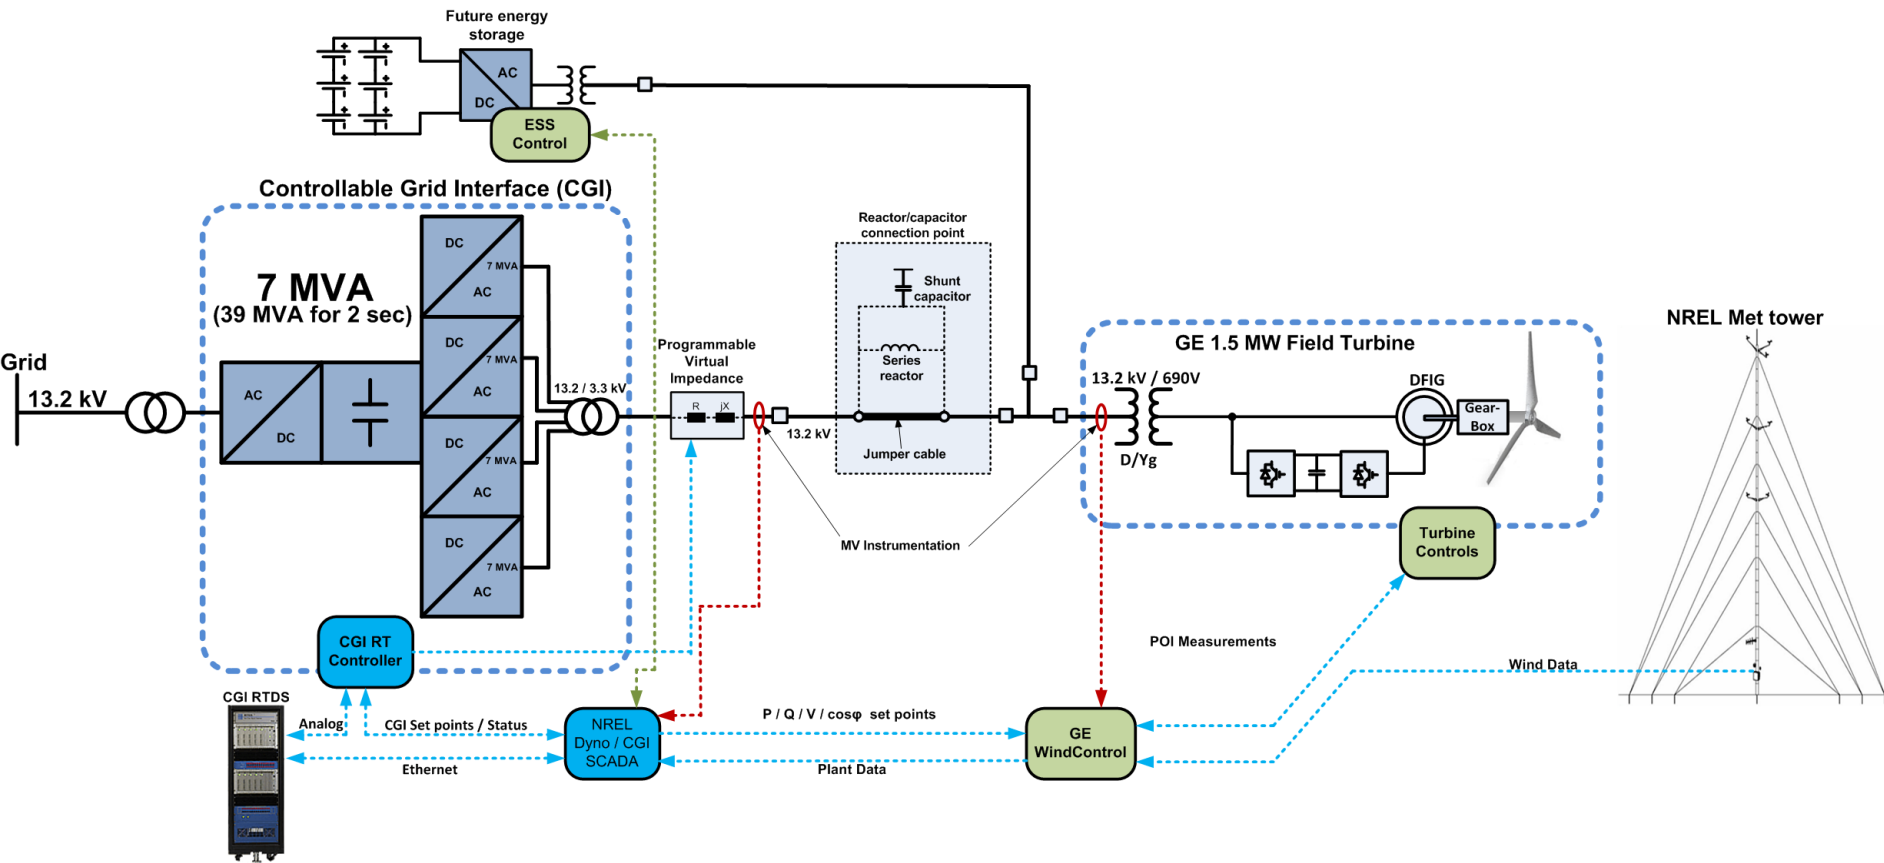 Future energy
storage
AC
DC
ESS
Control
Controllable Grid Interface (CGI)
7 MVA
(39 MVA for 2 sec)
DC
7 MVA
AC
DC
7 MVA
AC
DC
7 MVA
AC
DC
7 MVA
AC
AC
DC
Grid
13.2 kV
13.2 / 3.3 kV
Programmable
Virtual
Impedance
R
jX
13.2 kV
Reactor/capacitor
connection point
Shunt
capacitor
Series
reactor
Jumper cable
MV Instrumentation
GE 1.5 MW Field Turbine
13.2 kV / 690V
D/Yg
DFIG
Gear-
Box
Turbine
Controls
NREL Met tower
POI Measurements
Wind Data
CGI RT
Controller
CGI RTDS
Analog
CGI Set points / Status
Ethernet
NREL
Dyno / CGI
SCADA
P / Q / V / cosφ set points
Plant Data
GE
WindControl